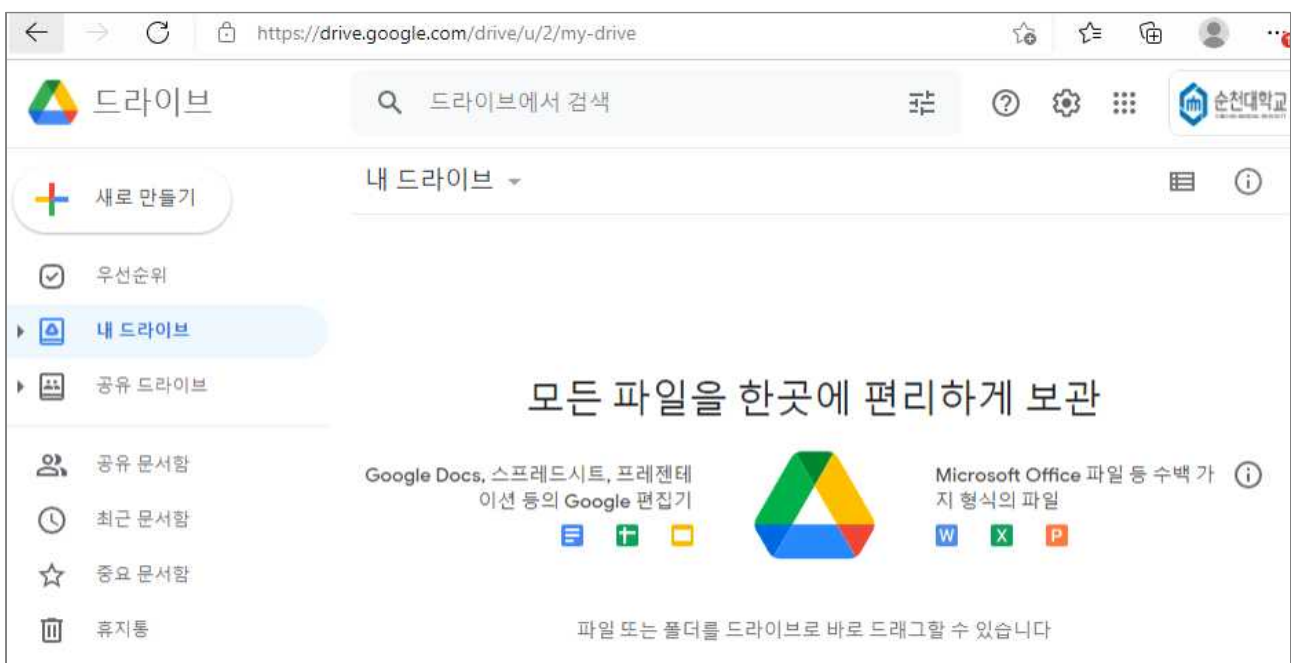 https://drive.google.com/drive/u/2/my-drive
드라이브
드라이브에서 검색
순천대학교
새로 만들기
내 드라이브
우선순위
내 드라이브
공유 드라이브
공유 문서함
최근 문서함
중요 문서함
휴지통
모든 파일을 한곳에 편리하게 보관
Google Docs, 스프레드시트, 프레젠테
이션 등의 Google 편집기
Microsoft Office 파일 등 수백 가
지 형식의 파일
W X P
파일 또는 폴더를 드라이브로 바로 드래그할 수 있습니다